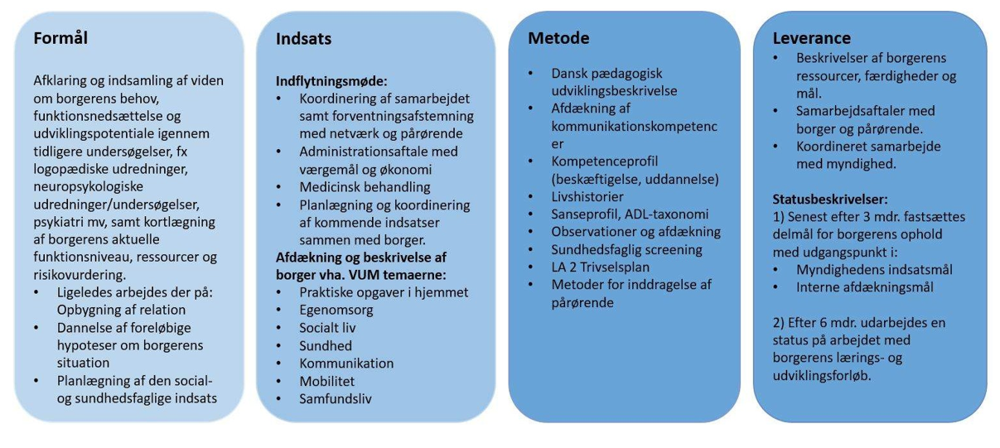 Formål
Afklaring og indsamling af viden
om borgerens behov,
funktionsnedsættelse og
udviklingspotentiale igennem
tidligere undersøgelser, fx
logopædiske udredninger,
neuropsykologiske
udredninger/undersøgelser,
psykiatri mv, samt kortlægning
af borgerens aktuelle
funktionsniveau, ressourcer og
risikovurdering.
• Ligeledes arbejdes der på:
Opbygning af relation
• Dannelse af foreløbige
hypoteser om borgerens
situation
• Planlægning af den social-
og sundhedsfaglige indsats
Indsats
Indflytningsmøde:
• Koordinering af samarbejdet
samt forventningsafstemning
med netværk og pårørende
• Administrationsaftale med
værgemål og økonomi
• Medicinsk behandling
• Planlægning og koordinering
af kommende indsatser
sammen med borger.
Afdækning og beskrivelse af
borger vha. VUM temaerne:
• Praktiske opgaver i hjemmet
• Egenomsorg
• Socialt liv
• Sundhed
• Kommunikation
• Mobilitet
• Samfundsliv
Metode
• Dansk pædagogisk
udviklingsbeskrivelse
• Afdækning af
kommunikationskompetenc
er
• Kompetenceprofil
(beskæftigelse, uddannelse)
• Livshistorier
• Sanseprofil, ADL-taxonomi
• Observationer og afdækning
• Sundhedsfaglig screening
• LA 2 Trivselsplan
• Metoder for inddragelse af
pårørende
Leverance
• Beskrivelser af borgerens
ressourcer, færdigheder og
mål.
• Samarbejdsaftaler med
borger og pårørende.
• Koordineret samarbejde
med myndighed.
Statusbeskrivelser:
1) Senest efter 3 mdr. fastsættes
delmål for borgerens ophold
med udgangspunkt i:
• Myndighedens indsatsmål
• Interne afdækningsmål
2) Efter 6 mdr. udarbejdes en
status på arbejdet med
borgerens lærings- og
udviklingsforløb.